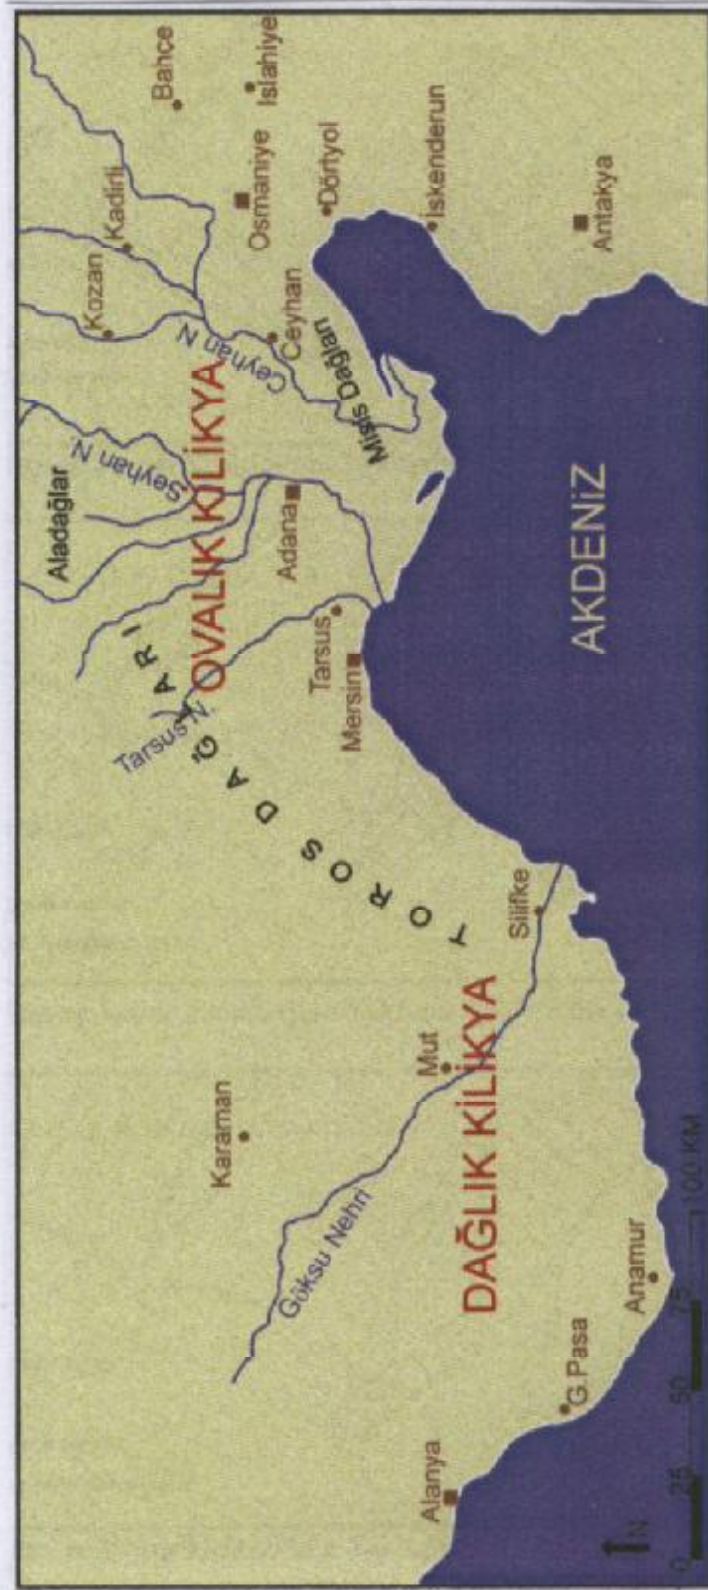 Bahçe
Islahiye
Kadirli
Osmaniye
Dörtyol
Kozan
Ceyhan N.
Ceyhan
İskenderun
Antakya
Misis Dağları
Seyhan N.
Aladağlar
OVALIK KİLİKYA
Adana
Tarsus
Mersin
Tarsus N.
TOROS DAĞLARI
AKDENİZ
Silifke
Mut
Karaman
Göksu Nehri
DAĞLIK KİLİKYA
Anamur
G.Pasa
Alanya
N
0 25 50 75 100 KM